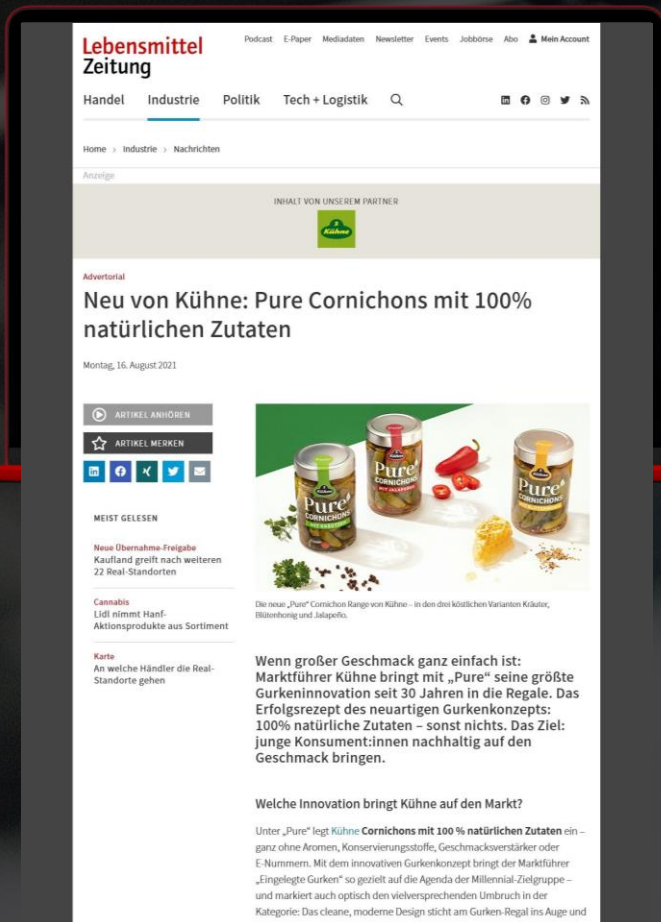 Lebensmittel
Zeitung
Podcast E-Paper Mediadaten Newsletter Events Jobbörse Abo Mein Account
Handel Industrie Politik Tech + Logistik
Home > Industrie > Nachrichten
Anzeige
INHALT VON UNSEREM PARTNER
Kühne
Advertorial
Neu von Kühne: Pure Cornichons mit 100%
natürlichen Zutaten
Montag, 16. August 2021
ARTIKEL ANHÖREN
ARTIKEL MERKEN
MEIST GELESEN
Neue Übernahme-Freigabe
Kaufland greift nach weiteren
22 Real-Standorten
Cannabis
Lidl nimmt Hanf-
Aktionsprodukte aus Sortiment
Karte
An welche Händler die Real-
Standorte gehen
Kühne
Pure
CORNICHONS
MIT KRÄUTERN
Kühne
Pure
CORNICHONS
MIT JALAPEÑO
Kühne
Pure
CORNICHONS
Die neue „Pure“ Cornichon Range von Kühne – in den drei köstlichen Varianten Kräuter,
Blütenhonig und Jalapeño.
Wenn großer Geschmack ganz einfach ist:
Marktführer Kühne bringt mit „Pure“ seine größte
Gurkeninnovation seit 30 Jahren in die Regale. Das
Erfolgsrezept des neuartigen Gurkenkonzepts:
100% natürliche Zutaten – sonst nichts. Das Ziel:
junge Konsument:innen nachhaltig auf den
Geschmack bringen.
Welche Innovation bringt Kühne auf den Markt?
Unter „Pure“ legt Kühne Cornichons mit 100 % natürlichen Zutaten ein –
ganz ohne Aromen, Konservierungsstoffe, Geschmacksverstärker oder
E-Nummern. Mit dem innovativen Gurkenkonzept bringt der Marktführer
„Eingelegte Gurken“ so gezielt auf die Agenda der Millennial-Zielgruppe –
und markiert auch optisch den vielversprechenden Umbruch in der
Kategorie: Das cleane, moderne Design sticht am Gurken-Regal ins Auge und